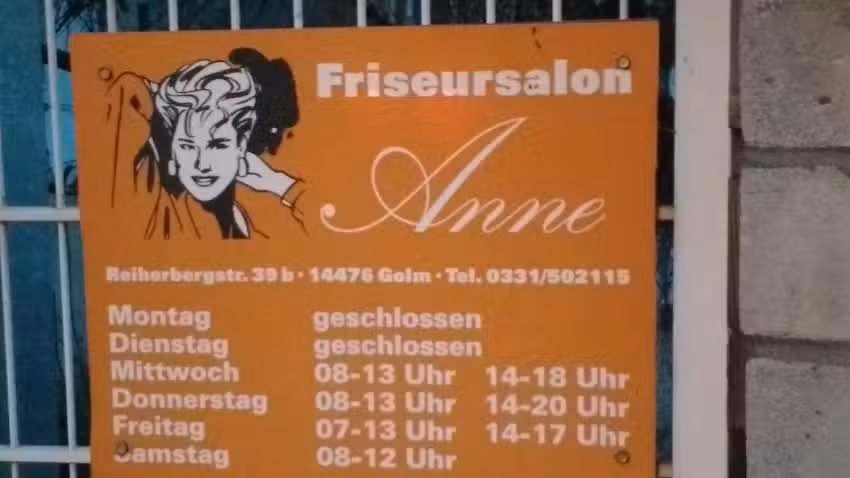 Friseursalon
Anne
Reiherbergstr. 39 b · 14476 Golm · Tel. 0331/502115
Montag geschlossen
Dienstag geschlossen
Mittwoch 08-13 Uhr 14-18 Uhr
Donnerstag 08-13 Uhr 14-20 Uhr
Freitag 07-13 Uhr 14-17 Uhr
Samstag 08-12 Uhr